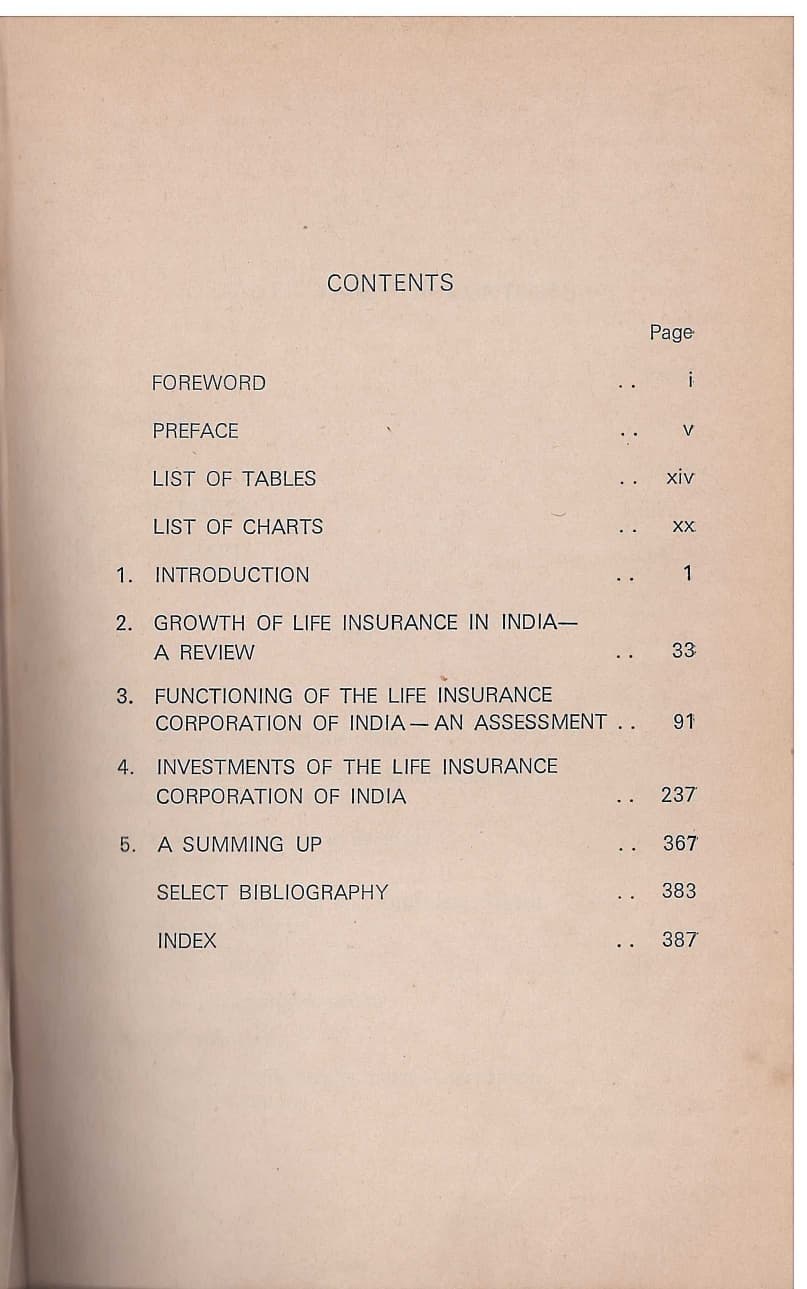 CONTENTS
Page
FOREWORD .. i
PREFACE .. v
LIST OF TABLES .. xiv
LIST OF CHARTS .. xx
1. INTRODUCTION .. 1
2. GROWTH OF LIFE INSURANCE IN INDIA—
A REVIEW .. 33
3. FUNCTIONING OF THE LIFE INSURANCE
CORPORATION OF INDIA — AN ASSESSMENT .. 91
4. INVESTMENTS OF THE LIFE INSURANCE
CORPORATION OF INDIA .. 237
5. A SUMMING UP .. 367
SELECT BIBLIOGRAPHY .. 383
INDEX .. 387